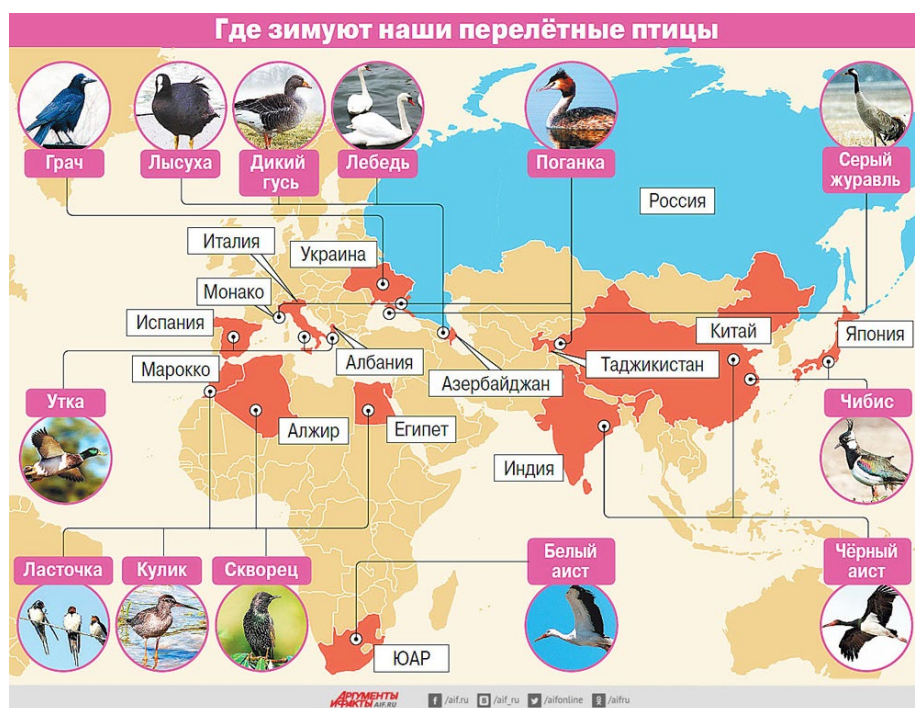 Где зимуют наши перелётные птицы
Грач
Лысуха
Дикий
гусь
Лебедь
Поганка
Серый
журавль
Россия
Италия
Украина
Монако
Испания
Китай
Япония
Марокко
Албания
Таджикистан
Азербайджан
Утка
Алжир
Египет
Чибис
Индия
Ласточка
Кулик
Скворец
Белый
аист
Чёрный
аист
ЮАР
АРГУМЕНТЫ
И ФАКТЫ AIF.RU
/aif.ru
/aif_ru
/aifonline
/aifru